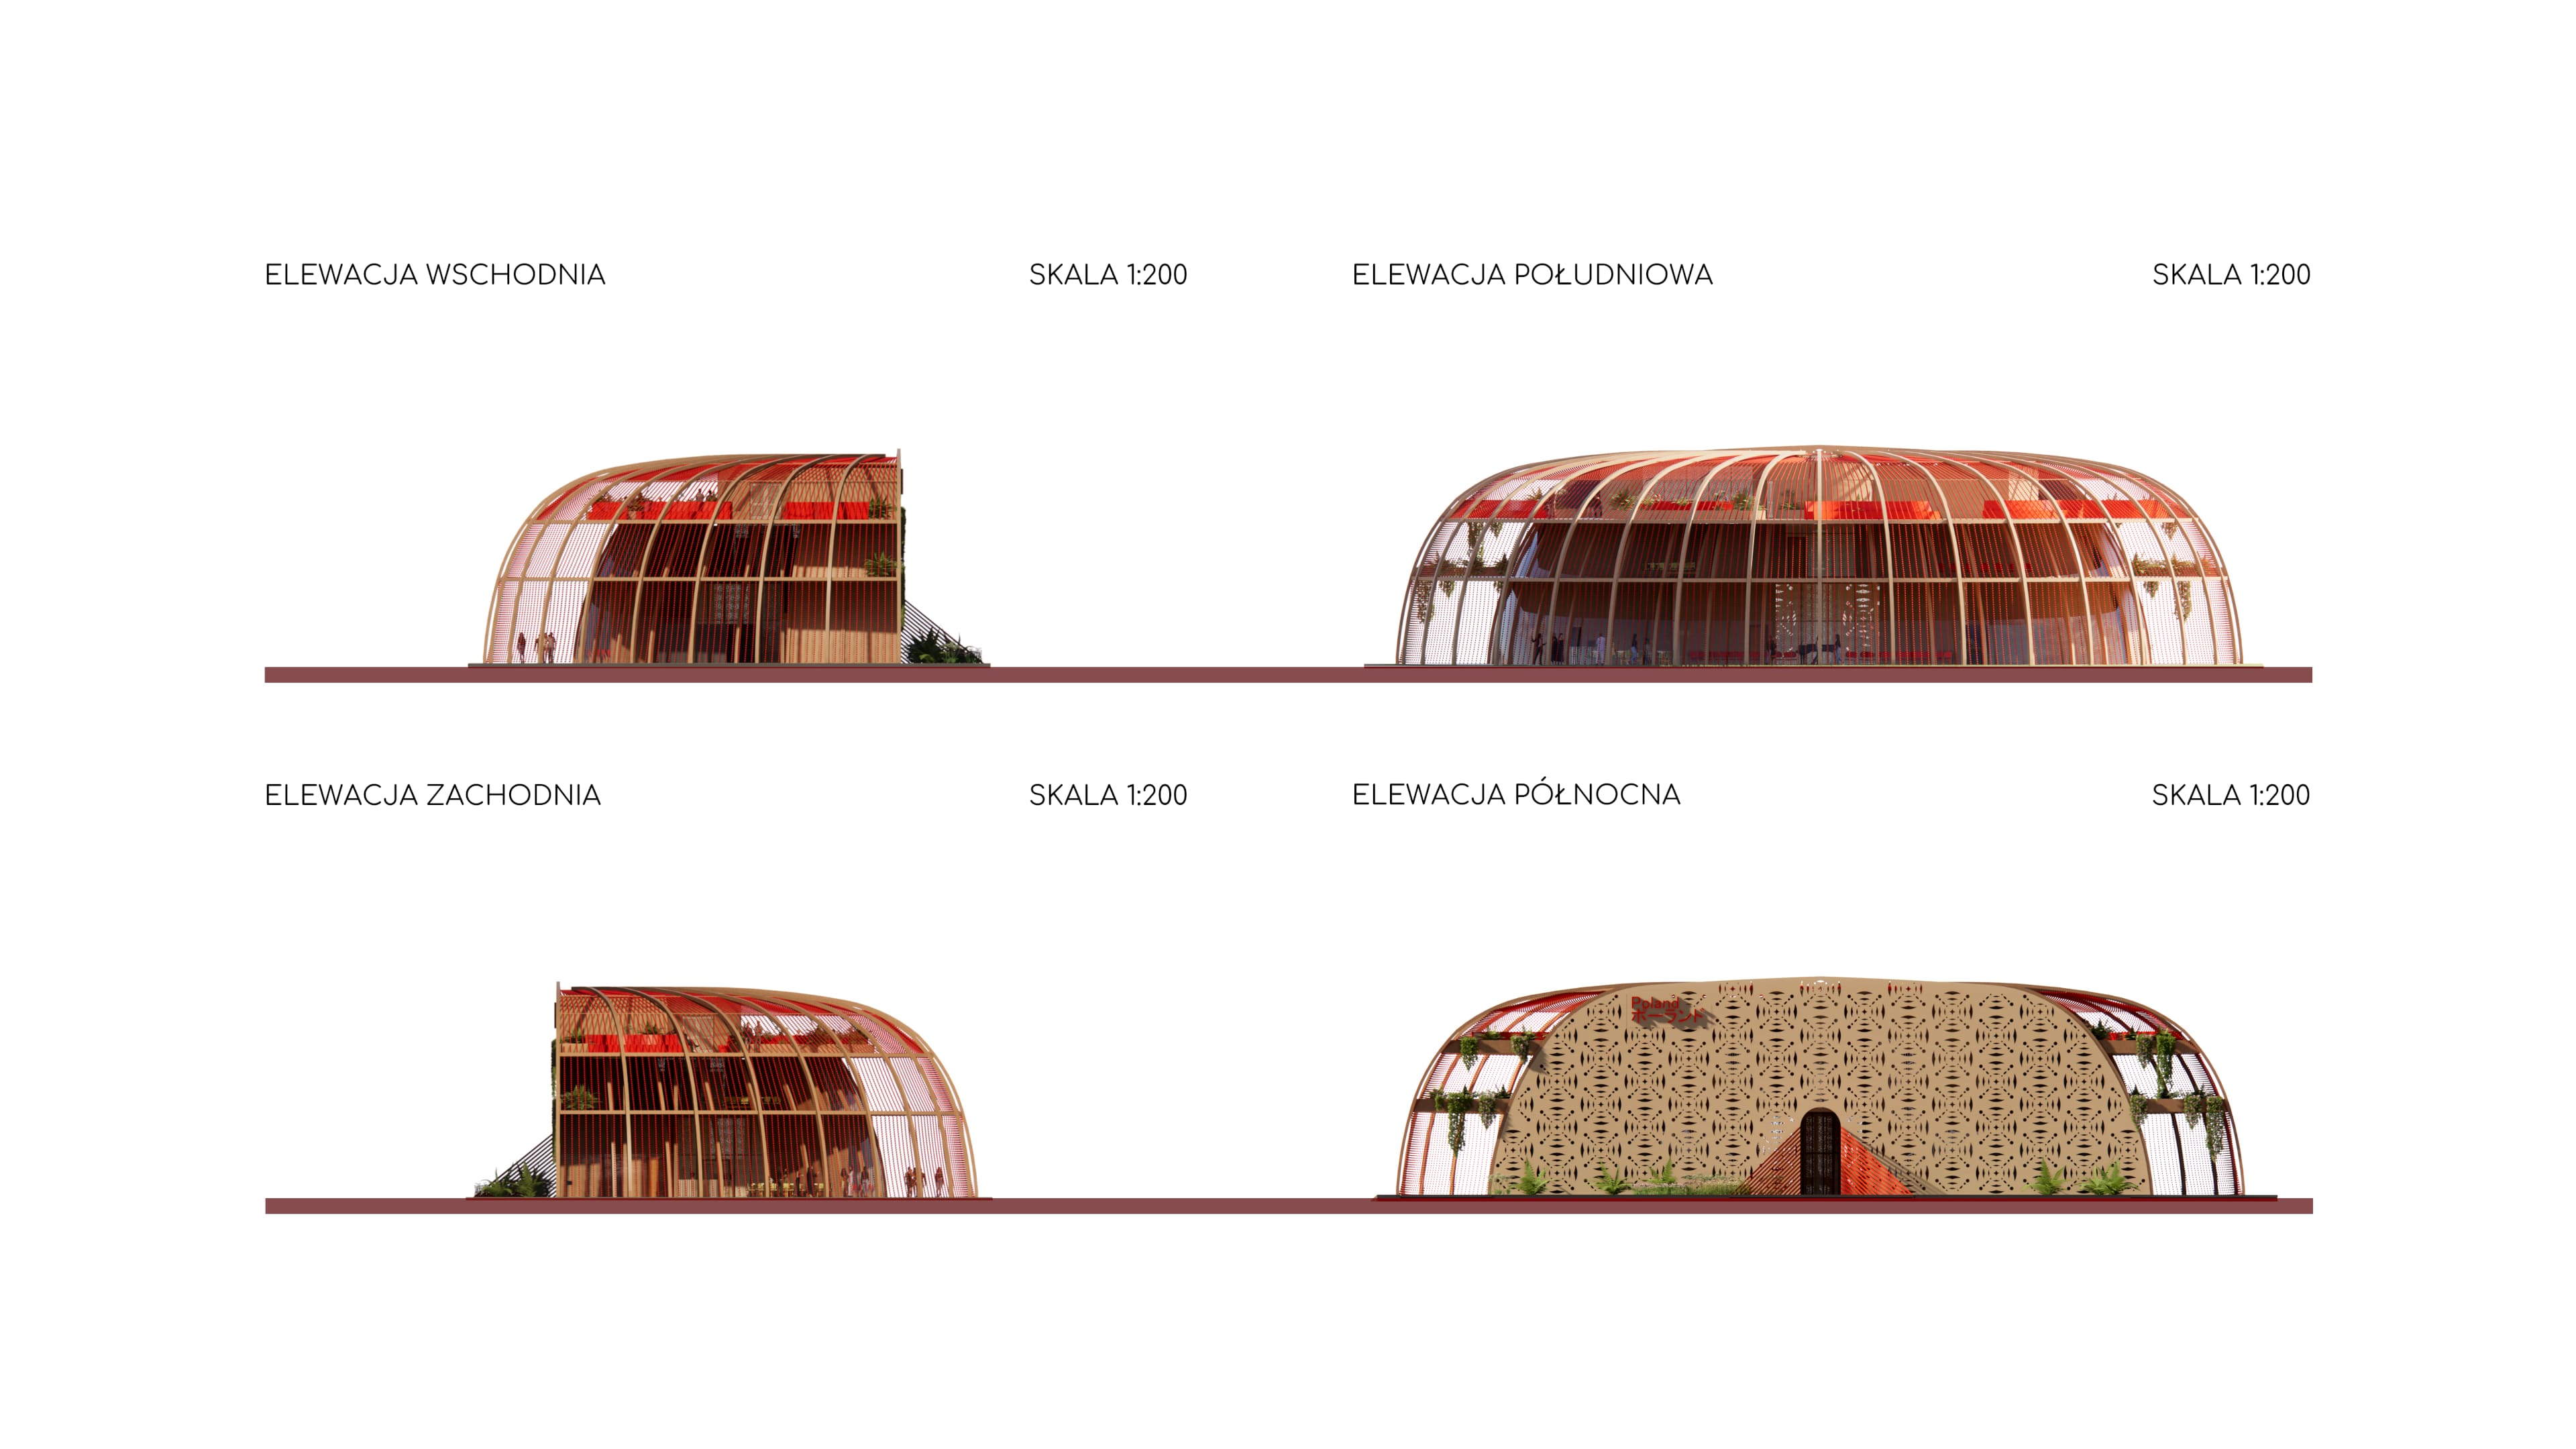 ELEWACJA WSCHODNIA
SKALA 1:200
ELEWACJA POŁUDNIOWA
SKALA 1:200
ELEWACJA ZACHODNIA
SKALA 1:200
ELEWACJA PÓŁNOCNA
SKALA 1:200
Poland
ポーランド